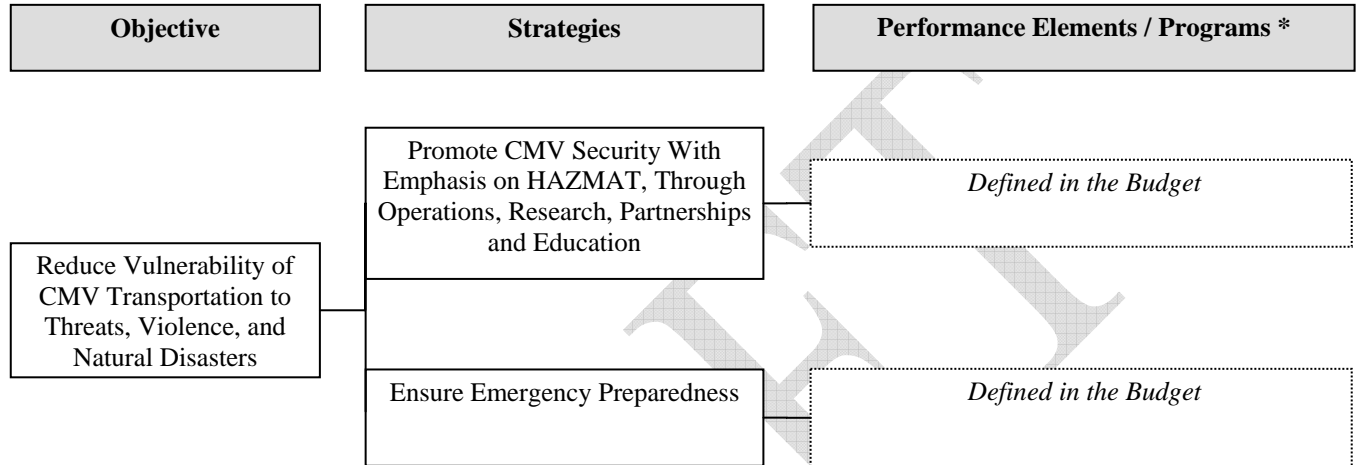 Objective
Strategies
Performance Elements / Programs *
Promote CMV Security With
Emphasis on HAZMAT, Through
Operations, Research, Partnerships
and Education
Defined in the Budget
Reduce Vulnerability of
CMV Transportation to
Threats, Violence, and
Natural Disasters
Ensure Emergency Preparedness
Defined in the Budget